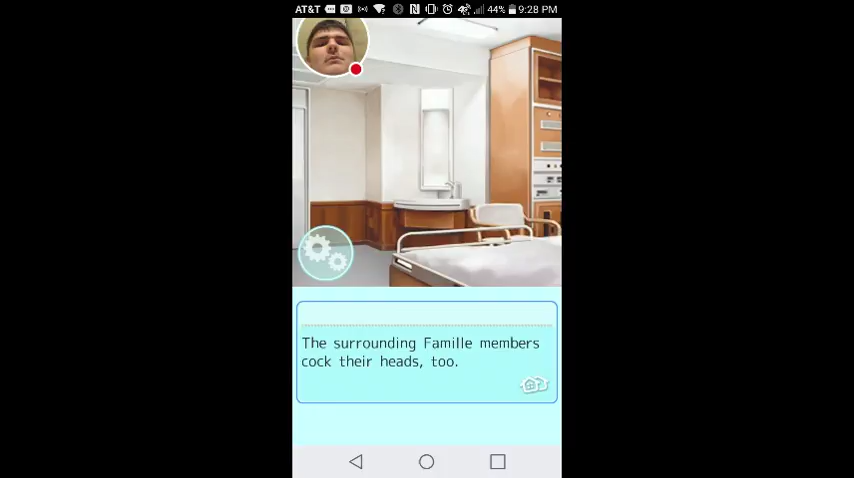 AT&T 44% 9:28 PM
The surrounding Famille members
cock their heads, too.